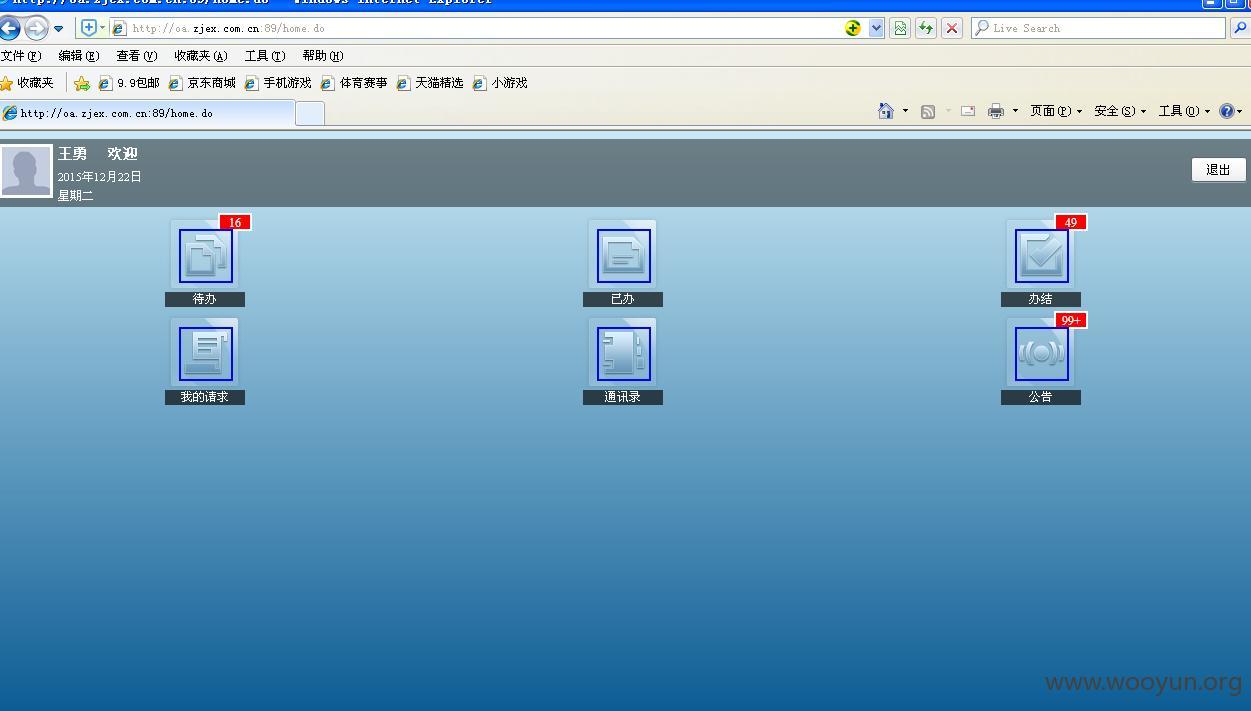 http://oa.zjex.com.cn:89/home.do - Windows Internet Explorer
http://oa.zjex.com.cn:89/home.do
Live Search
文件(F) 编辑(E) 查看(V) 收藏夹(A) 工具(T) 帮助(H)
收藏夹 9.9包邮 京东商城 手机游戏 体育赛事 天猫精选 小游戏
http://oa.zjex.com.cn:89/home.do
页面(P) 安全(S) 工具(O)
王勇 欢迎
2015年12月22日
星期二
退出
16
49
待办 已办 办结
99+
我的请求 通讯录 公告
www.wooyun.org